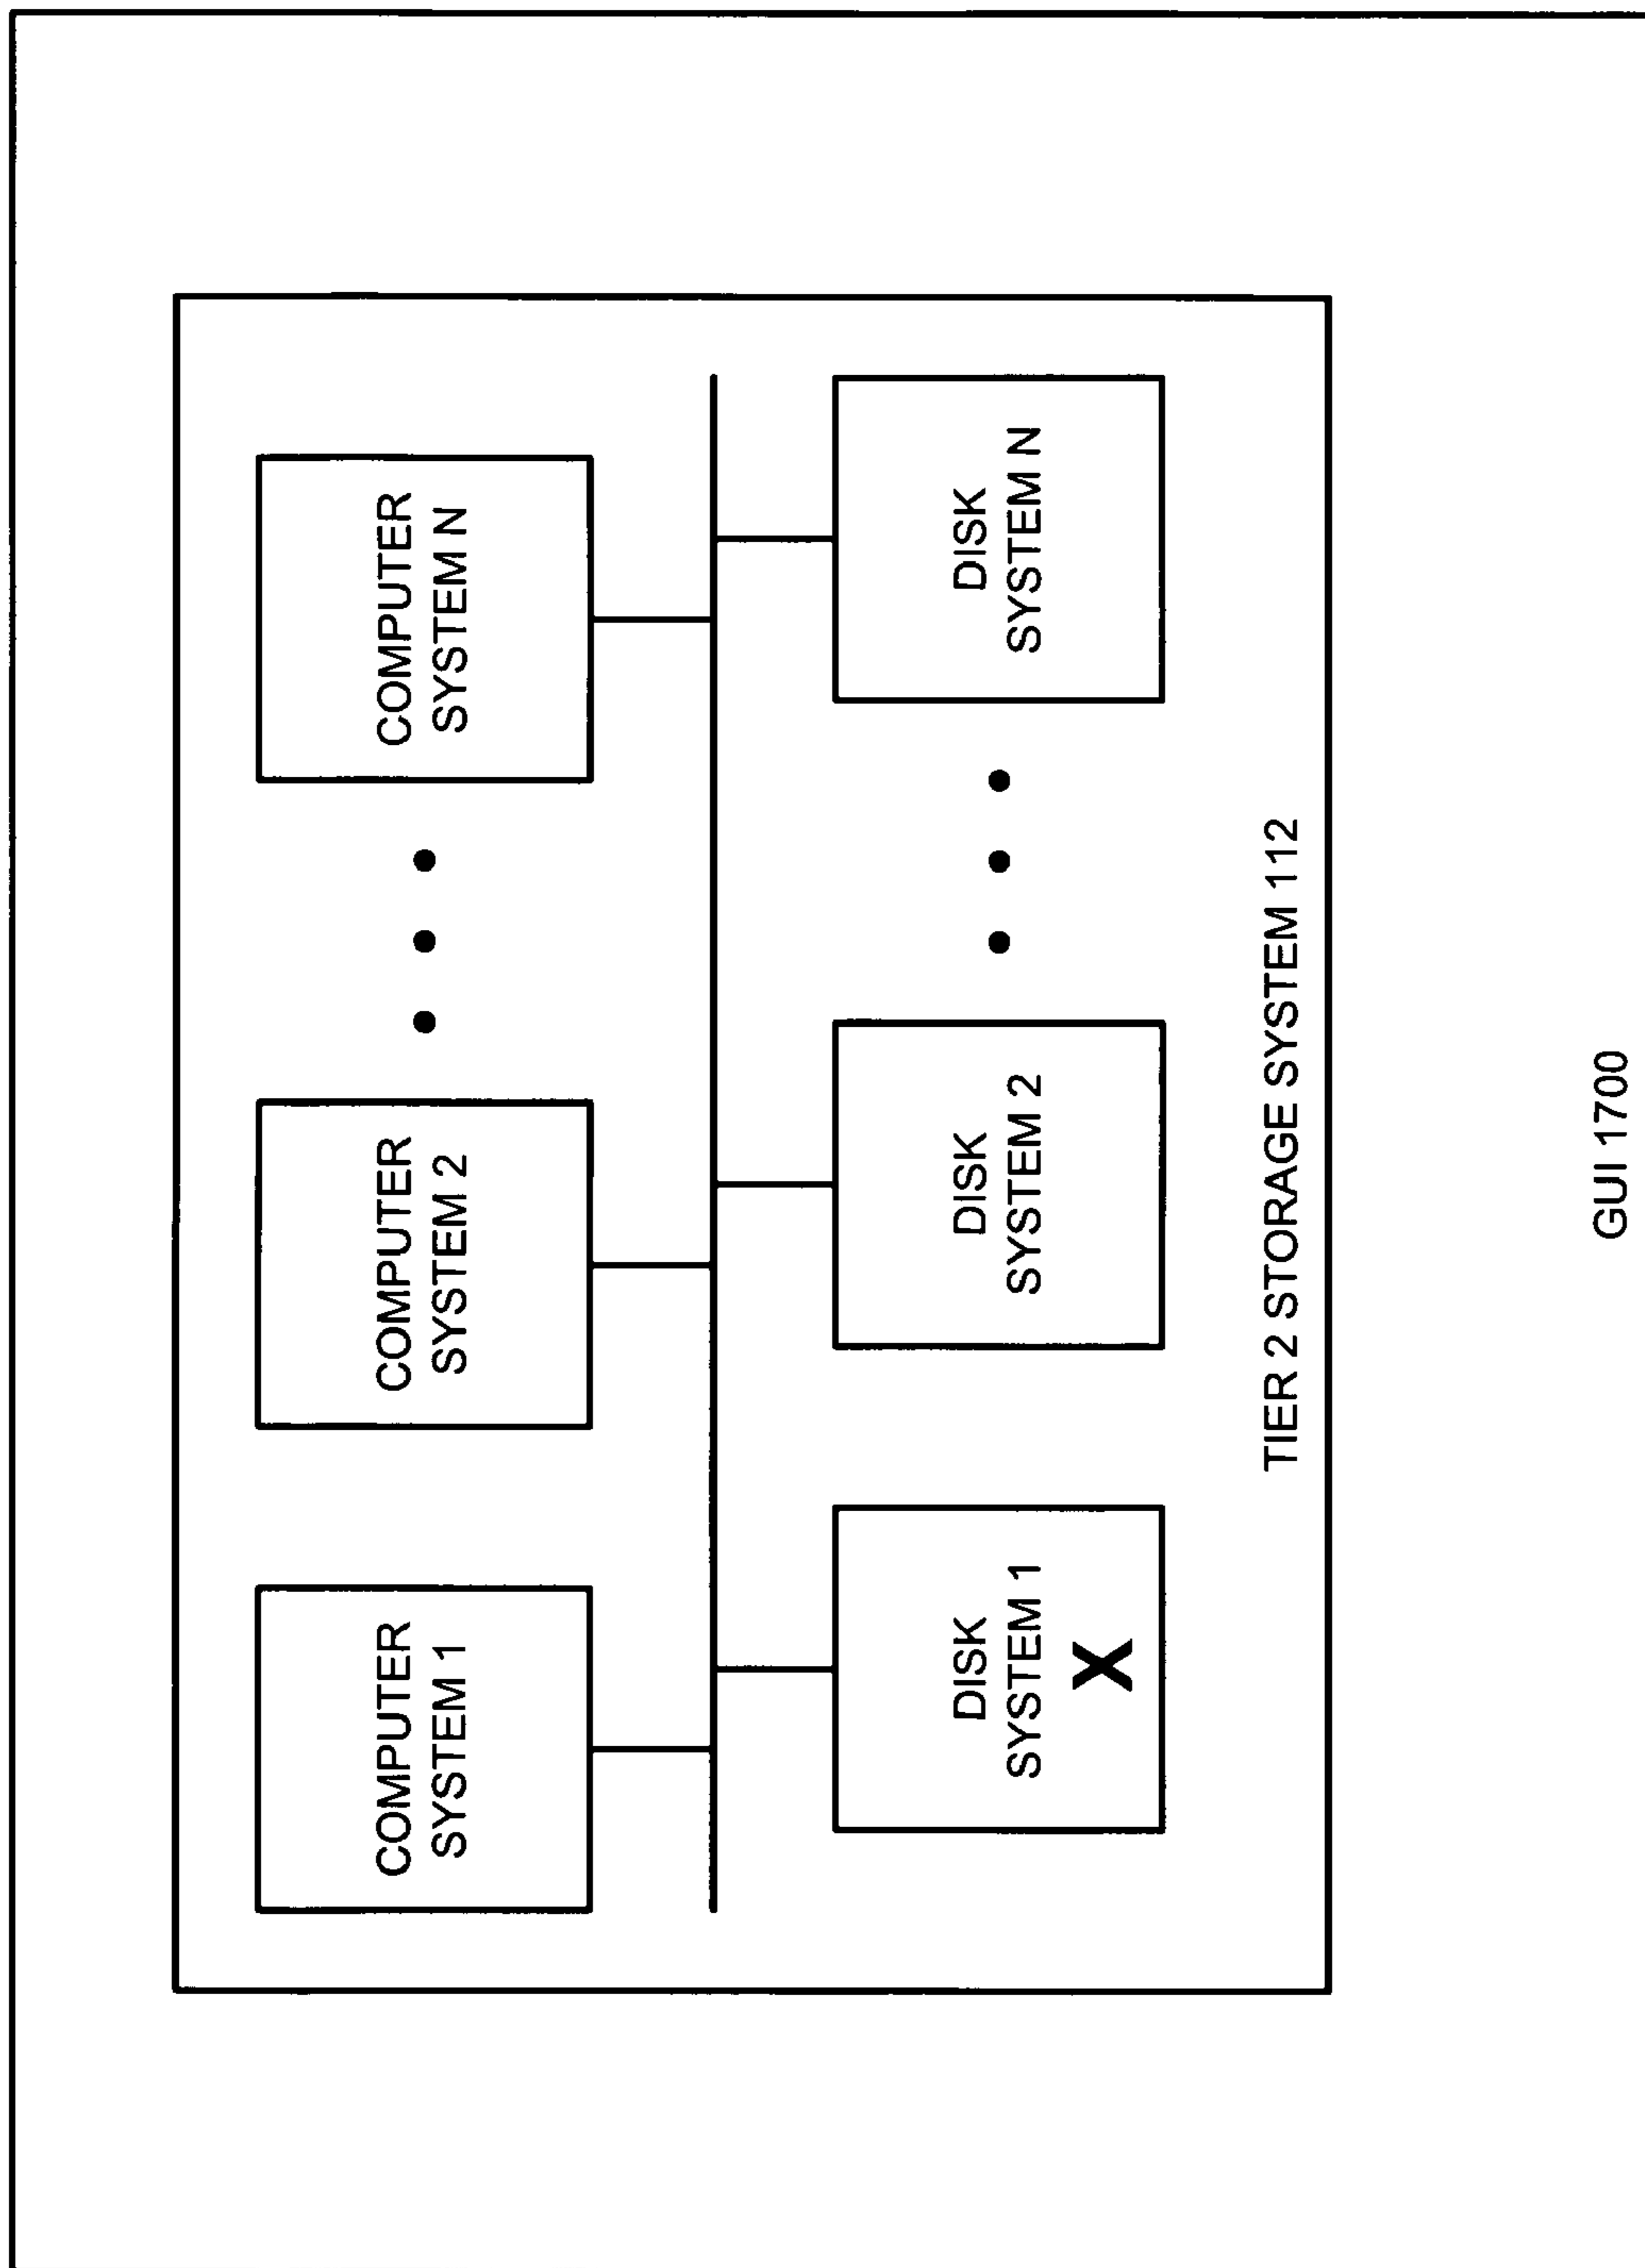 COMPUTER
SYSTEM 1
COMPUTER
SYSTEM 2
COMPUTER
SYSTEM N
DISK
SYSTEM 1
X
DISK
SYSTEM 2
DISK
SYSTEM N
TIER 2 STORAGE SYSTEM 112
GUI 1700